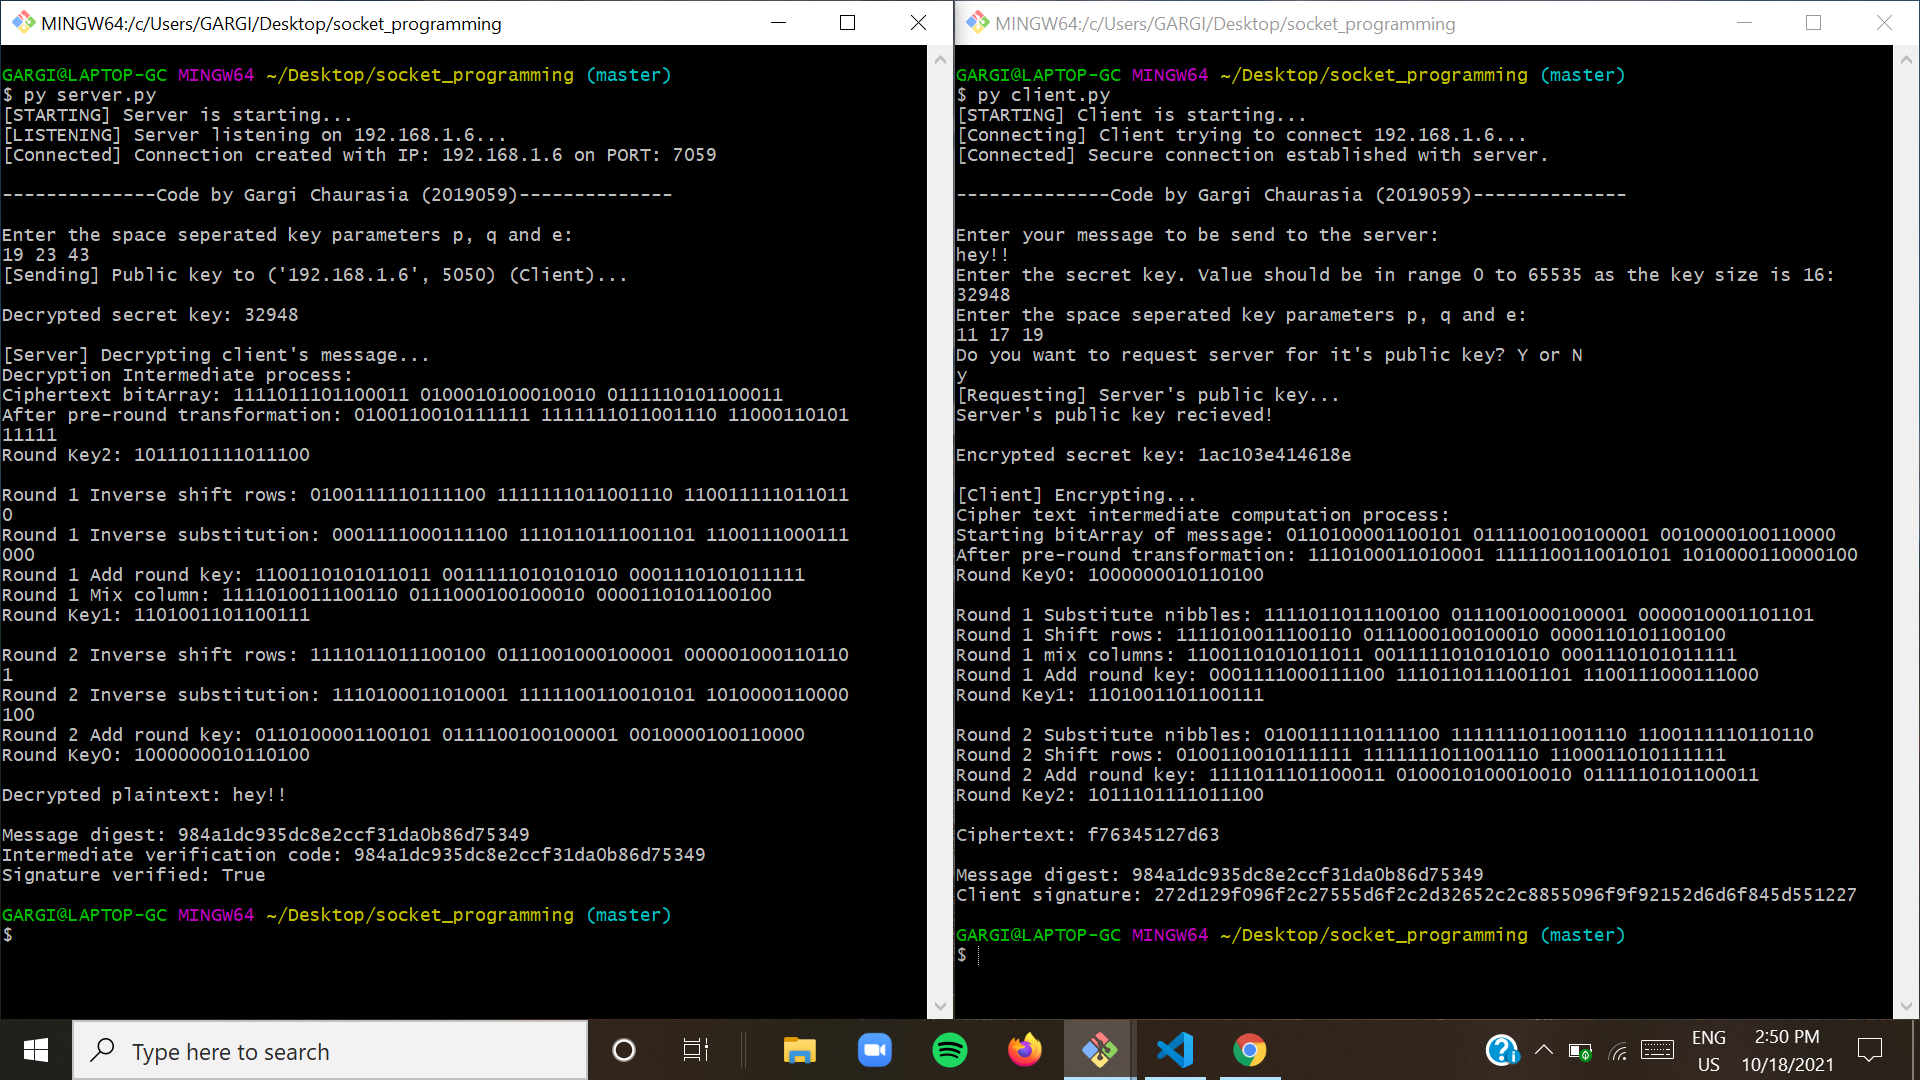 MINGW64:/c/Users/GARGI/Desktop/socket_programming
GARGI@LAPTOP-GC MINGW64 ~/Desktop/socket_programming (master)
$ py server.py
[STARTING] Server is starting...
[LISTENING] Server listening on 192.168.1.6...
[Connected] Connection created with IP: 192.168.1.6 on PORT: 7059
--------------Code by Gargi Chaurasia (2019059)--------------
Enter the space seperated key parameters p, q and e:
19 23 43
[Sending] Public key to ('192.168.1.6', 5050) (Client)...
Decrypted secret key: 32948
[Server] Decrypting client's message...
Decryption Intermediate process:
Ciphertext bitArray: 1111011101100011 0100010100010010 0111110101100011
After pre-round transformation: 0100110010111111 1111111011001110 11000110101
11111
Round Key2: 1011101111011100
Round 1 Inverse shift rows: 0100111110111100 1111111011001110 110011111011011
0
Round 1 Inverse substitution: 0001111000111100 1110110111001101 1100111000111
000
Round 1 Add round key: 1100110101011011 0011111010101010 0001110101011111
Round 1 Mix column: 1111010011100110 0111000100100010 0000110101100100
Round Key1: 1101001101100111
Round 2 Inverse shift rows: 1111011011100100 0111001000100001 000001000110110
1
Round 2 Inverse substitution: 1110100011010001 1111100110010101 1010000110000
100
Round 2 Add round key: 0110100001100101 0111100100100001 0010000100110000
Round Key0: 1000000010110100
Decrypted plaintext: hey!!
Message digest: 984a1dc935dc8e2ccf31da0b86d75349
Intermediate verification code: 984a1dc935dc8e2ccf31da0b86d75349
Signature verified: True
GARGI@LAPTOP-GC MINGW64 ~/Desktop/socket_programming (master)
$
MINGW64:/c/Users/GARGI/Desktop/socket_programming
GARGI@LAPTOP-GC MINGW64 ~/Desktop/socket_programming (master)
$ py client.py
[STARTING] Client is starting...
[Connecting] Client trying to connect 192.168.1.6...
[Connected] Secure connection established with server.
--------------Code by Gargi Chaurasia (2019059)--------------
Enter your message to be send to the server:
hey!!
Enter the secret key. Value should be in range 0 to 65535 as the key size is 16:
32948
Enter the space seperated key parameters p, q and e:
11 17 19
Do you want to request server for it's public key? Y or N
y
[Requesting] Server's public key...
Server's public key recieved!
Encrypted secret key: 1ac103e414618e
[Client] Encrypting...
Cipher text intermediate computation process:
Starting bitArray of message: 0110100001100101 0111100100100001 0010000100110000
After pre-round transformation: 1110100011010001 1111100110010101 1010000110000100
Round Key0: 1000000010110100
Round 1 Substitute nibbles: 1111011011100100 0111001000100001 0000010001101101
Round 1 Shift rows: 1111010011100110 0111000100100010 0000110101100100
Round 1 mix columns: 1100110101011011 0011111010101010 0001110101011111
Round 1 Add round key: 0001111000111100 1110110111001101 1100111000111000
Round Key1: 1101001101100111
Round 2 Substitute nibbles: 0100111110111100 1111111011001110 1100111110110110
Round 2 Shift rows: 0100110010111111 1111111011001110 1100011010111111
Round 2 Add round key: 1111011101100011 0100010100010010 0111110101100011
Round Key2: 1011101111011100
Ciphertext: f76345127d63
Message digest: 984a1dc935dc8e2ccf31da0b86d75349
Client signature: 272d129f096f2c27555d6f2c2d32652c2c8855096f9f92152d6d6f845d551227
GARGI@LAPTOP-GC MINGW64 ~/Desktop/socket_programming (master)
$
Type here to search
ENG
US
2:50 PM
10/18/2021